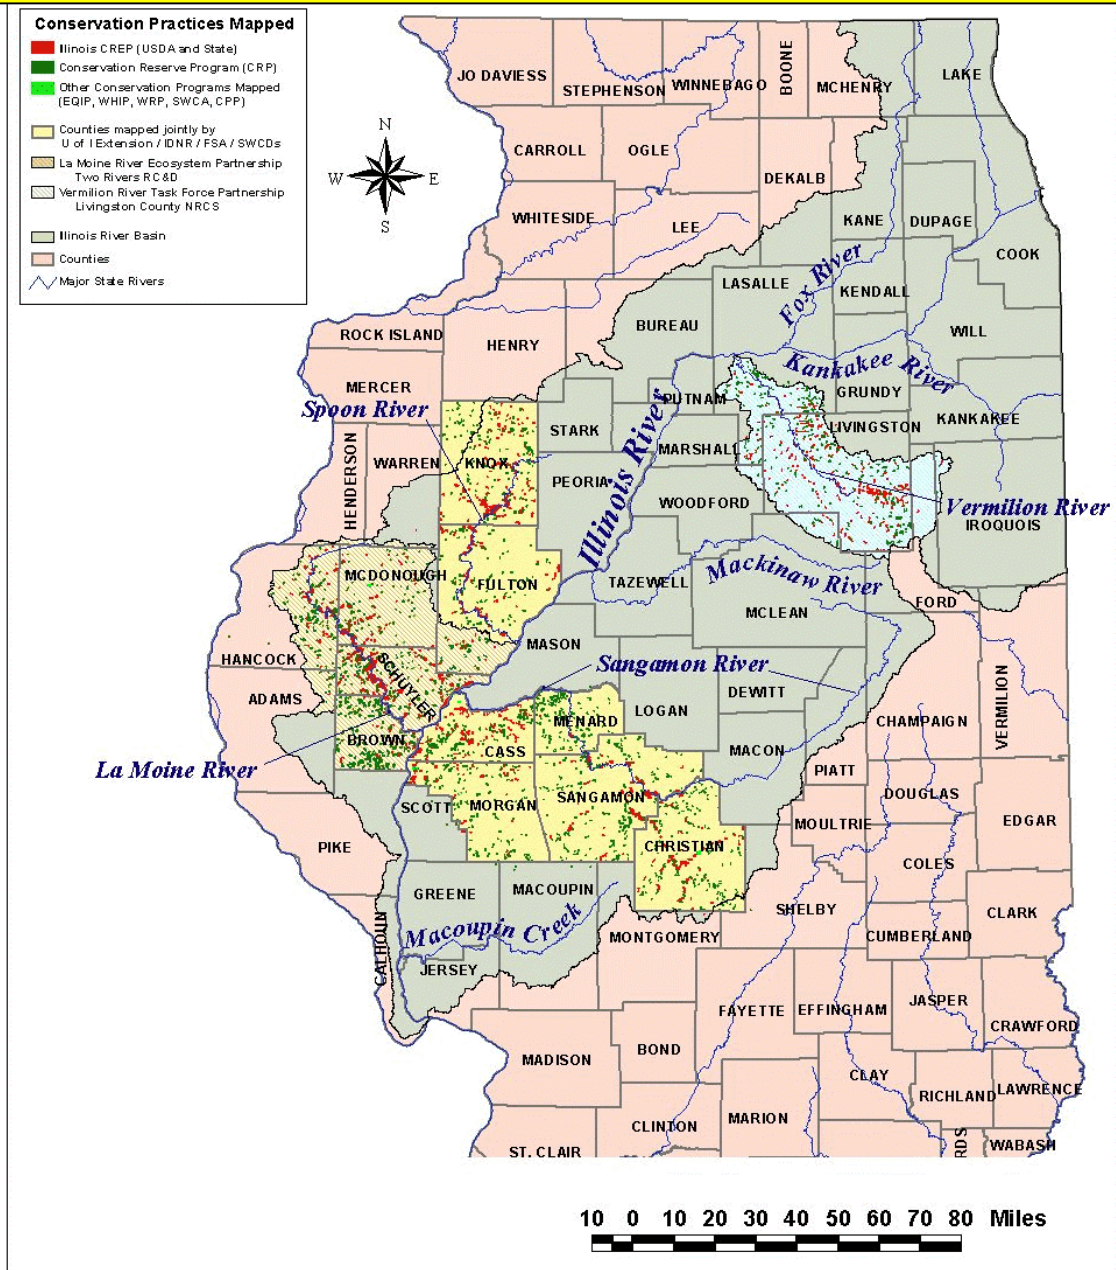 Conservation Practices Mapped
Illinois CREP (USDA and State)
Conservation Reserve Program (CRP)
Other Conservation Programs Mapped
(EQIP, WHIP, WRP, SWCA, CPP)
Counties mapped jointly by
U of I Extension / IDNR / FSA / SWCDs
La Moine River Ecosystem Partnership
Two Rivers RC&D
Vermilion River Task Force Partnership
Livingston County NRCS
Illinois River Basin
Counties
Major State Rivers
N
W E
S
JO DAVIESS
STEPHENSON
WINNEBAGO
BOONE
MCHENRY
LAKE
CARROLL
OGLE
DEKALB
WHITESIDE
LEE
KANE
DUPAGE
COOK
LASALLE
Fox River
KENDALL
ROCK ISLAND
HENRY
BUREAU
WILL
MERCER
Spoon River
Illinois River
PUTNAM
Kankakee River
GRUNDY
KANKAKEE
HENDERSON
WARREN
KNOX
STARK
PEORIA
MARSHALL
LIVINGSTON
WOODFORD
Vermilion River
IROQUOIS
MCDONOUGH
FULTON
TAZEWELL
Mackinaw River
MCLEAN
FORD
HANCOCK
SCHUYLER
MASON
Sangamon River
ADAMS
DEWITT
LOGAN
MENARD
CHAMPAIGN
VERMILION
BROWN
CASS
MACON
La Moine River
PIATT
SCOTT
MORGAN
SANGAMON
DOUGLAS
MOULTRIE
EDGAR
PIKE
CHRISTIAN
COLES
GREENE
MACOUPIN
SHELBY
CLARK
CALHOUN
Macoupin Creek
MONTGOMERY
CUMBERLAND
JERSEY
FAYETTE
EFFINGHAM
JASPER
CRAWFORD
MADISON
BOND
CLAY
RICHLAND
LAWRENCE
CLINTON
MARION
RDS
WABASH
ST. CLAIR
10 0 10 20 30 40 50 60 70 80 Miles